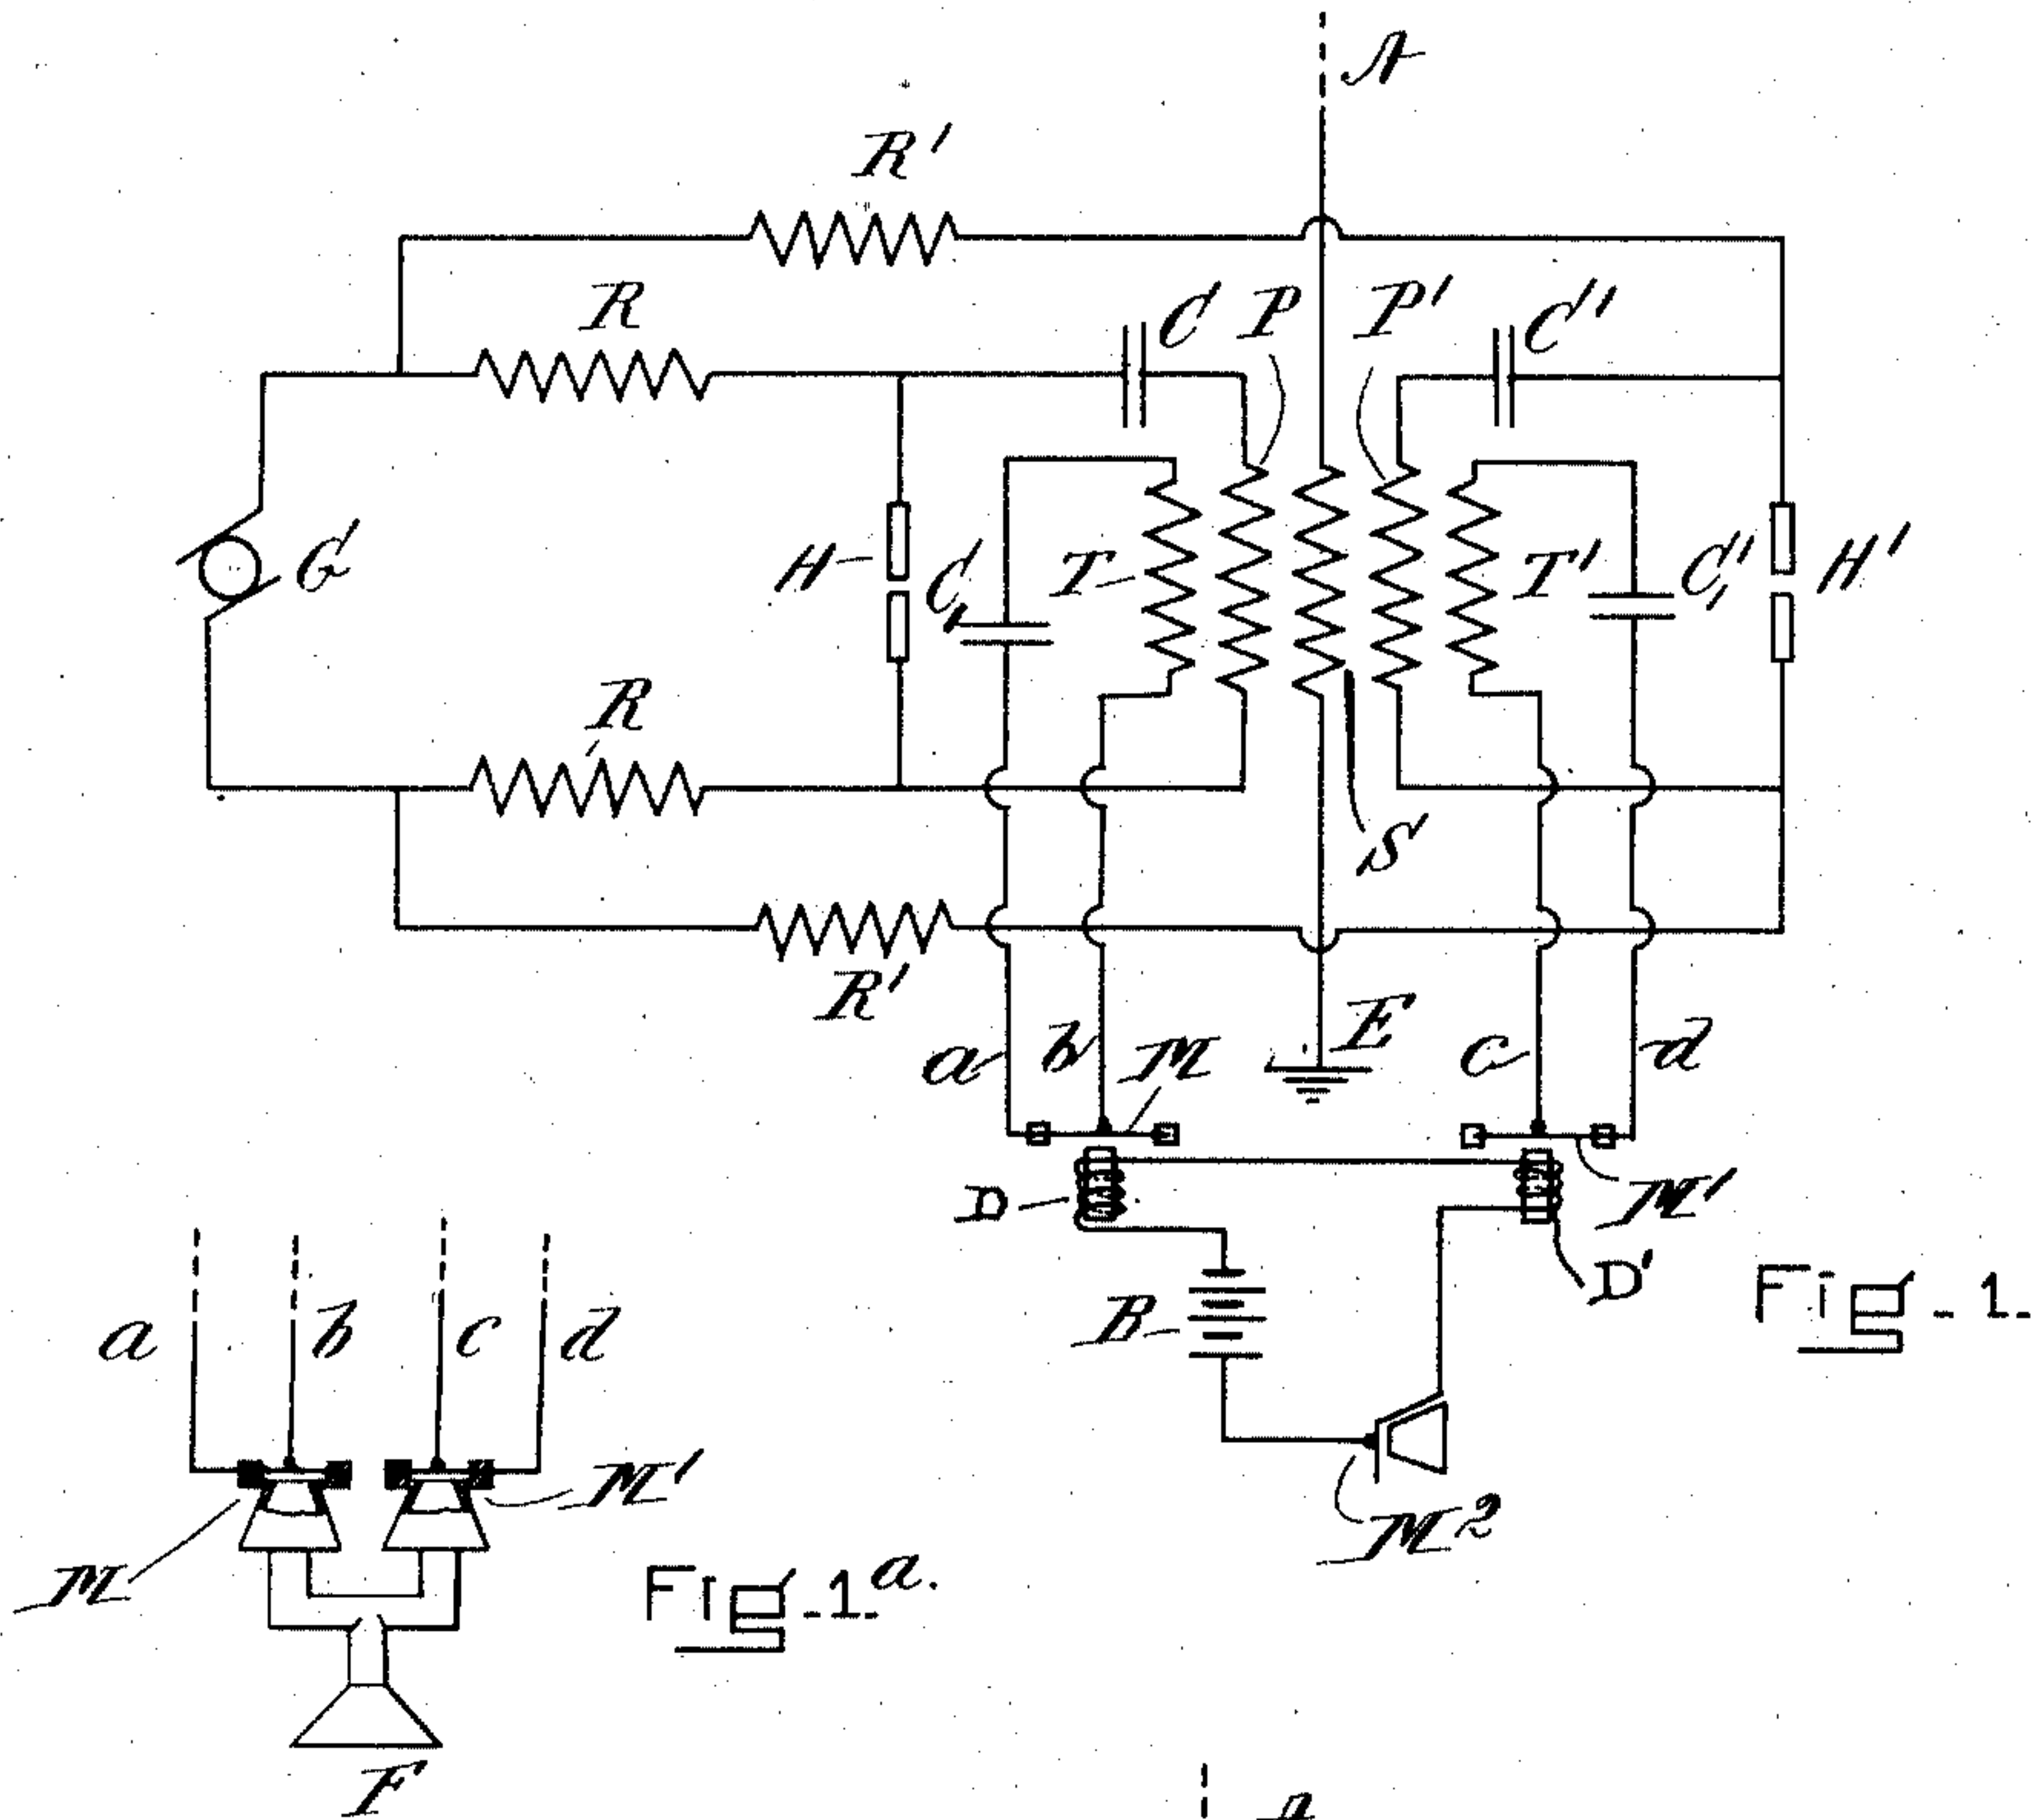 A
R'
R
C
P
P'
C''
G
H
C,
T
T'
C,''
H'
R
S
R'
E
a
b
M
c
d
D
M'
D'
B
Fig. 1.
M²
a
b
c
d
M
M'
Fig. 1a.
F